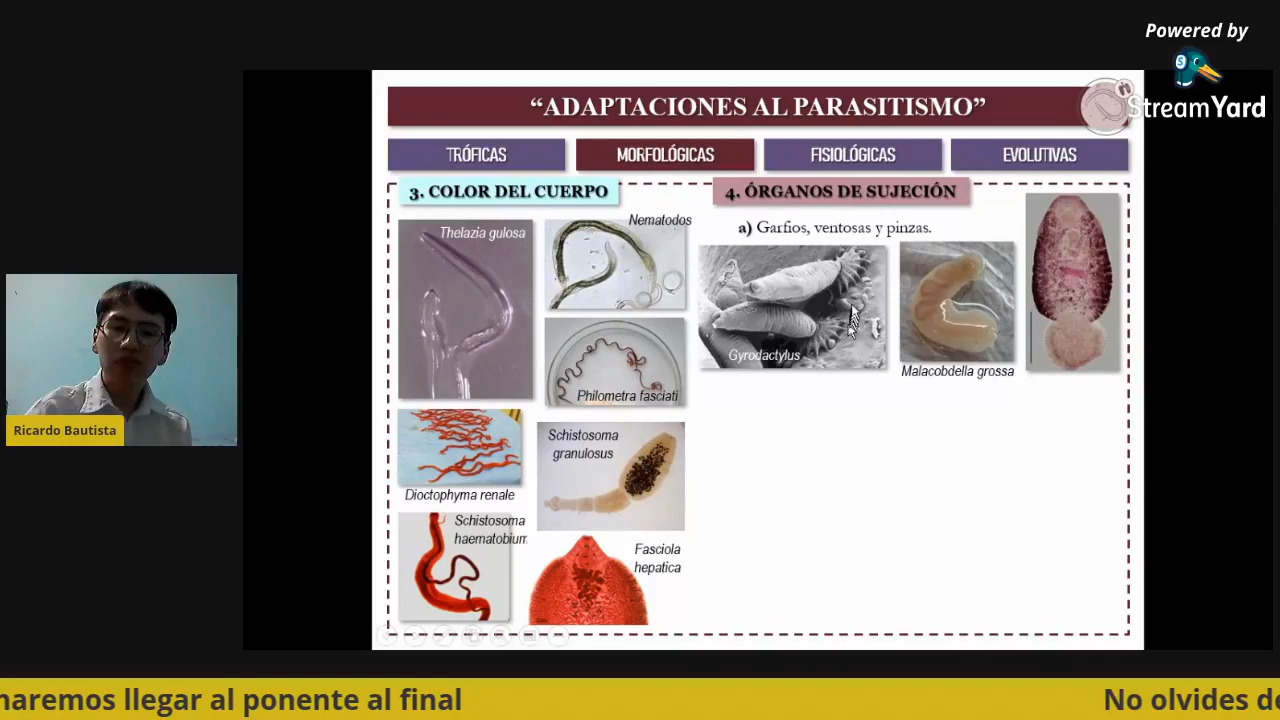 Powered by
StreamYard
“ADAPTACIONES AL PARASITISMO”
TRÓFICAS
MORFOLÓGICAS
FISIOLÓGICAS
EVOLUTIVAS
3. COLOR DEL CUERPO
Thelazia gulosa
Nematodos
Philometra fasciati
Dioctophyma renale
Schistosoma
granulosus
Schistosoma
haematobium
Fasciola
hepatica
4. ÓRGANOS DE SUJECIÓN
a) Garfios, ventosas y pinzas.
Gyrodactylus
Malacobdella grossa
Ricardo Bautista
haremos llegar al ponente al final
No olvides de